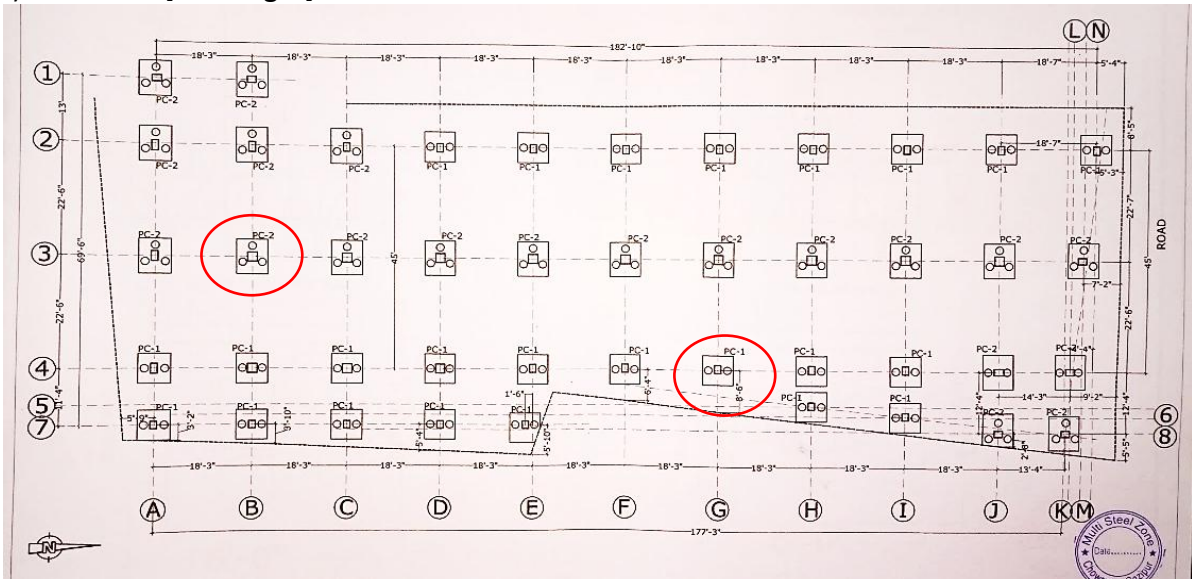 L N
182'-10"
18'-3" 18'-3" 18'-3" 18'-3" 18'-3" 18'-3" 18'-3" 18'-3" 18'-3" 18'-7" 5'-4"
1
PC-2 PC-2
13'
8'-5"
2
18'-7"
PC-2 PC-2 PC-2 PC-1 PC-1 PC-1 PC-1 PC-1 PC-1 PC-1
5'-3"
22'-6" 22'-7"
PC-2 PC-2 PC-2 PC-2 PC-2 PC-2 PC-2 PC-2 PC-2 PC-2 PC-2
3
69'-6" 45' 45' ROAD
7'-2"
22'-6" 22'-6"
PC-1 PC-1 PC-1 PC-1 PC-1 PC-1 PC-1 PC-1 PC-1 PC-2
4
6'-4" 8'-6"
1'-6" 14'-3" 9'-2"
5 12'-4" 12'-4"
PC-1 PC-1 PC-1 PC-2 PC-2
6
7
5'-9" 3'-2" 3'-10" 5'-4" 5'-10" 5'-5"
8
18'-3" 18'-3" 18'-3" 18'-3" 18'-3" 18'-3" 18'-3" 18'-3" 18'-3" 13'-4"
A B C D E F G H I J K M
177'-3"
N
Multi Steel Zone
Date